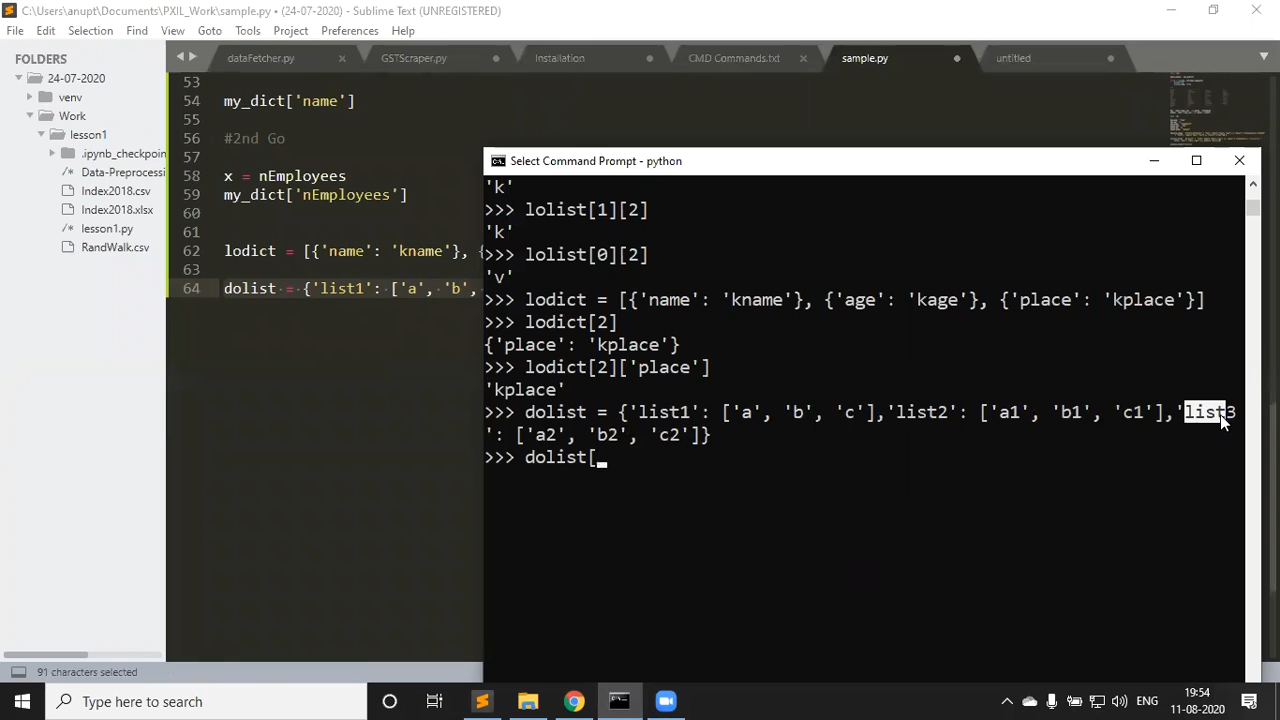 C:\Users\anupt\Documents\PXIL_Work\sample.py (24-07-2020) - Sublime Text (UNREGISTERED)
File Edit Selection Find View Goto Tools Project Preferences Help
FOLDERS
24-07-2020
venv
Work
lesson1
.ipynb_checkpoin
Data-Preprocessi
Index2018.csv
Index2018.xlsx
lesson1.py
RandWalk.csv
dataFetcher.py GSTScraper.py Installation CMD Commands.txt sample.py untitled
53
54 my_dict['name']
55
56 #2nd Go
57
58 x = nEmployees
59 my_dict['nEmployees']
60
61
62 lodict = [{'name': 'kname'}, {
63
64 dolist = {'list1': ['a', 'b',
Select Command Prompt - python
'k'
>>> lolist[1][2]
'k'
>>> lolist[0][2]
'v'
>>> lodict = [{'name': 'kname'}, {'age': 'kage'}, {'place': 'kplace'}]
>>> lodict[2]
{'place': 'kplace'}
>>> lodict[2]['place']
'kplace'
>>> dolist = {'list1': ['a', 'b', 'c'],'list2': ['a1', 'b1', 'c1'],'list3
': ['a2', 'b2', 'c2']}
>>> dolist[
91 characters selected
Type here to search
ENG
19:54
11-08-2020